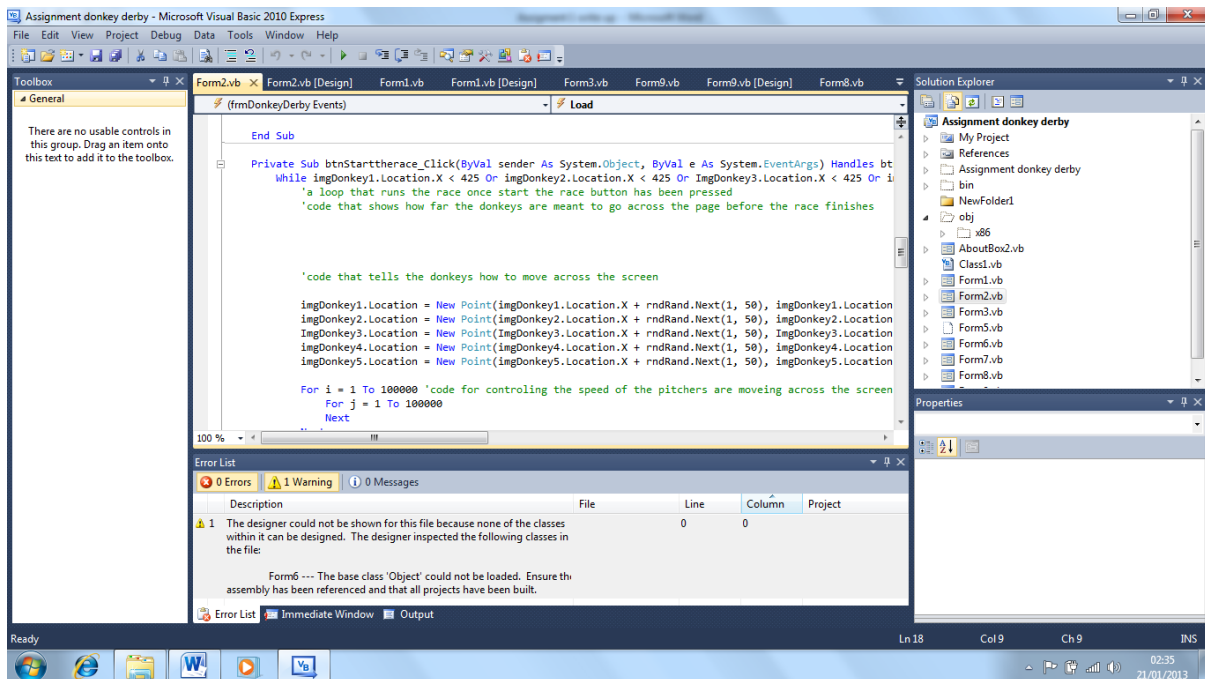 Assignment donkey derby - Microsoft Visual Basic 2010 Express
File Edit View Project Debug Data Tools Window Help
Toolbox
General
There are no usable controls in
this group. Drag an item onto
this text to add it to the toolbox.
Form2.vb Form2.vb [Design] Form1.vb Form1.vb [Design] Form3.vb Form9.vb Form9.vb [Design] Form8.vb
(frmDonkeyDerby Events) Load
End Sub
Private Sub btnStarttherace_Click(ByVal sender As System.Object, ByVal e As System.EventArgs) Handles bt
While imgDonkey1.Location.X < 425 Or imgDonkey2.Location.X < 425 Or ImgDonkey3.Location.X < 425 Or i
'a loop that runs the race once start the race button has been pressed
'code that shows how far the donkeys are meant to go across the page before the race finishes
'code that tells the donkeys how to move across the screen
imgDonkey1.Location = New Point(imgDonkey1.Location.X + rndRand.Next(1, 50), imgDonkey1.Location
imgDonkey2.Location = New Point(imgDonkey2.Location.X + rndRand.Next(1, 50), imgDonkey2.Location
ImgDonkey3.Location = New Point(ImgDonkey3.Location.X + rndRand.Next(1, 50), ImgDonkey3.Location
imgDonkey4.Location = New Point(imgDonkey4.Location.X + rndRand.Next(1, 50), imgDonkey4.Location
imgDonkey5.Location = New Point(imgDonkey5.Location.X + rndRand.Next(1, 50), imgDonkey5.Location
For i = 1 To 100000 'code for controling the speed of the pitchers are moveing across the screen
For j = 1 To 100000
Next
100 %
Error List
0 Errors 1 Warning 0 Messages
Description File Line Column Project
1 The designer could not be shown for this file because none of the classes 0 0
within it can be designed. The designer inspected the following classes in
the file:
Form6 --- The base class 'Object' could not be loaded. Ensure the
assembly has been referenced and that all projects have been built.
Error List Immediate Window Output
Solution Explorer
Assignment donkey derby
My Project
References
Assignment donkey derby
bin
NewFolder1
obj
x86
AboutBox2.vb
Class1.vb
Form1.vb
Form2.vb
Form3.vb
Form5.vb
Form6.vb
Form7.vb
Form8.vb
Properties
Ready Ln 18 Col 9 Ch 9 INS
02:35
21/01/2013